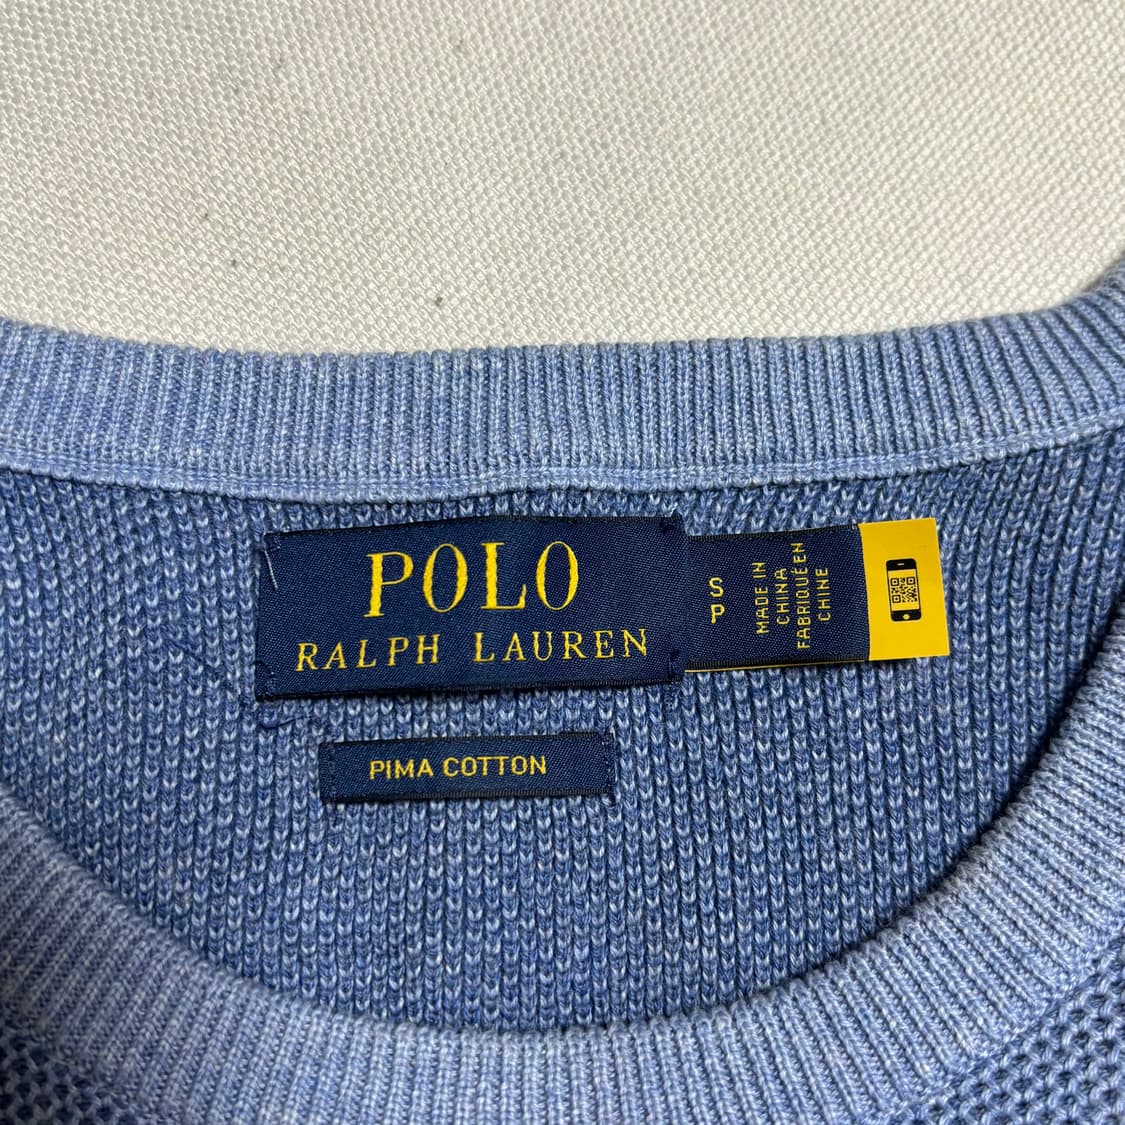 POLO
RALPH LAUREN
S
P
MADE IN
CHINA
FABRIQUÉ EN
CHINE
PIMA COTTON